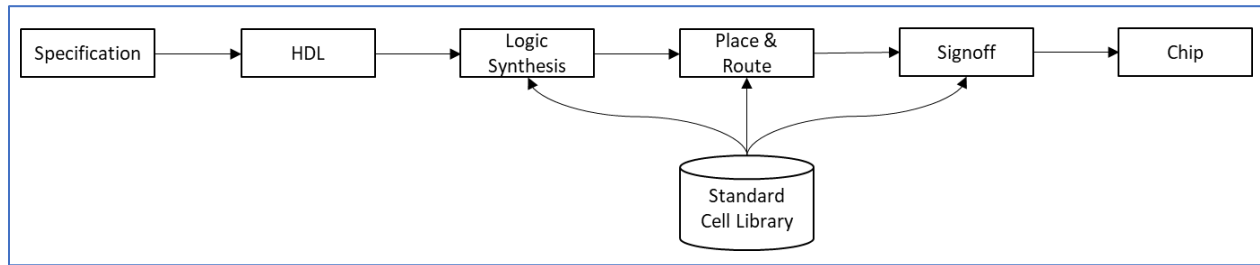 Specification
HDL
Logic
Synthesis
Place &
Route
Signoff
Chip
Standard
Cell Library